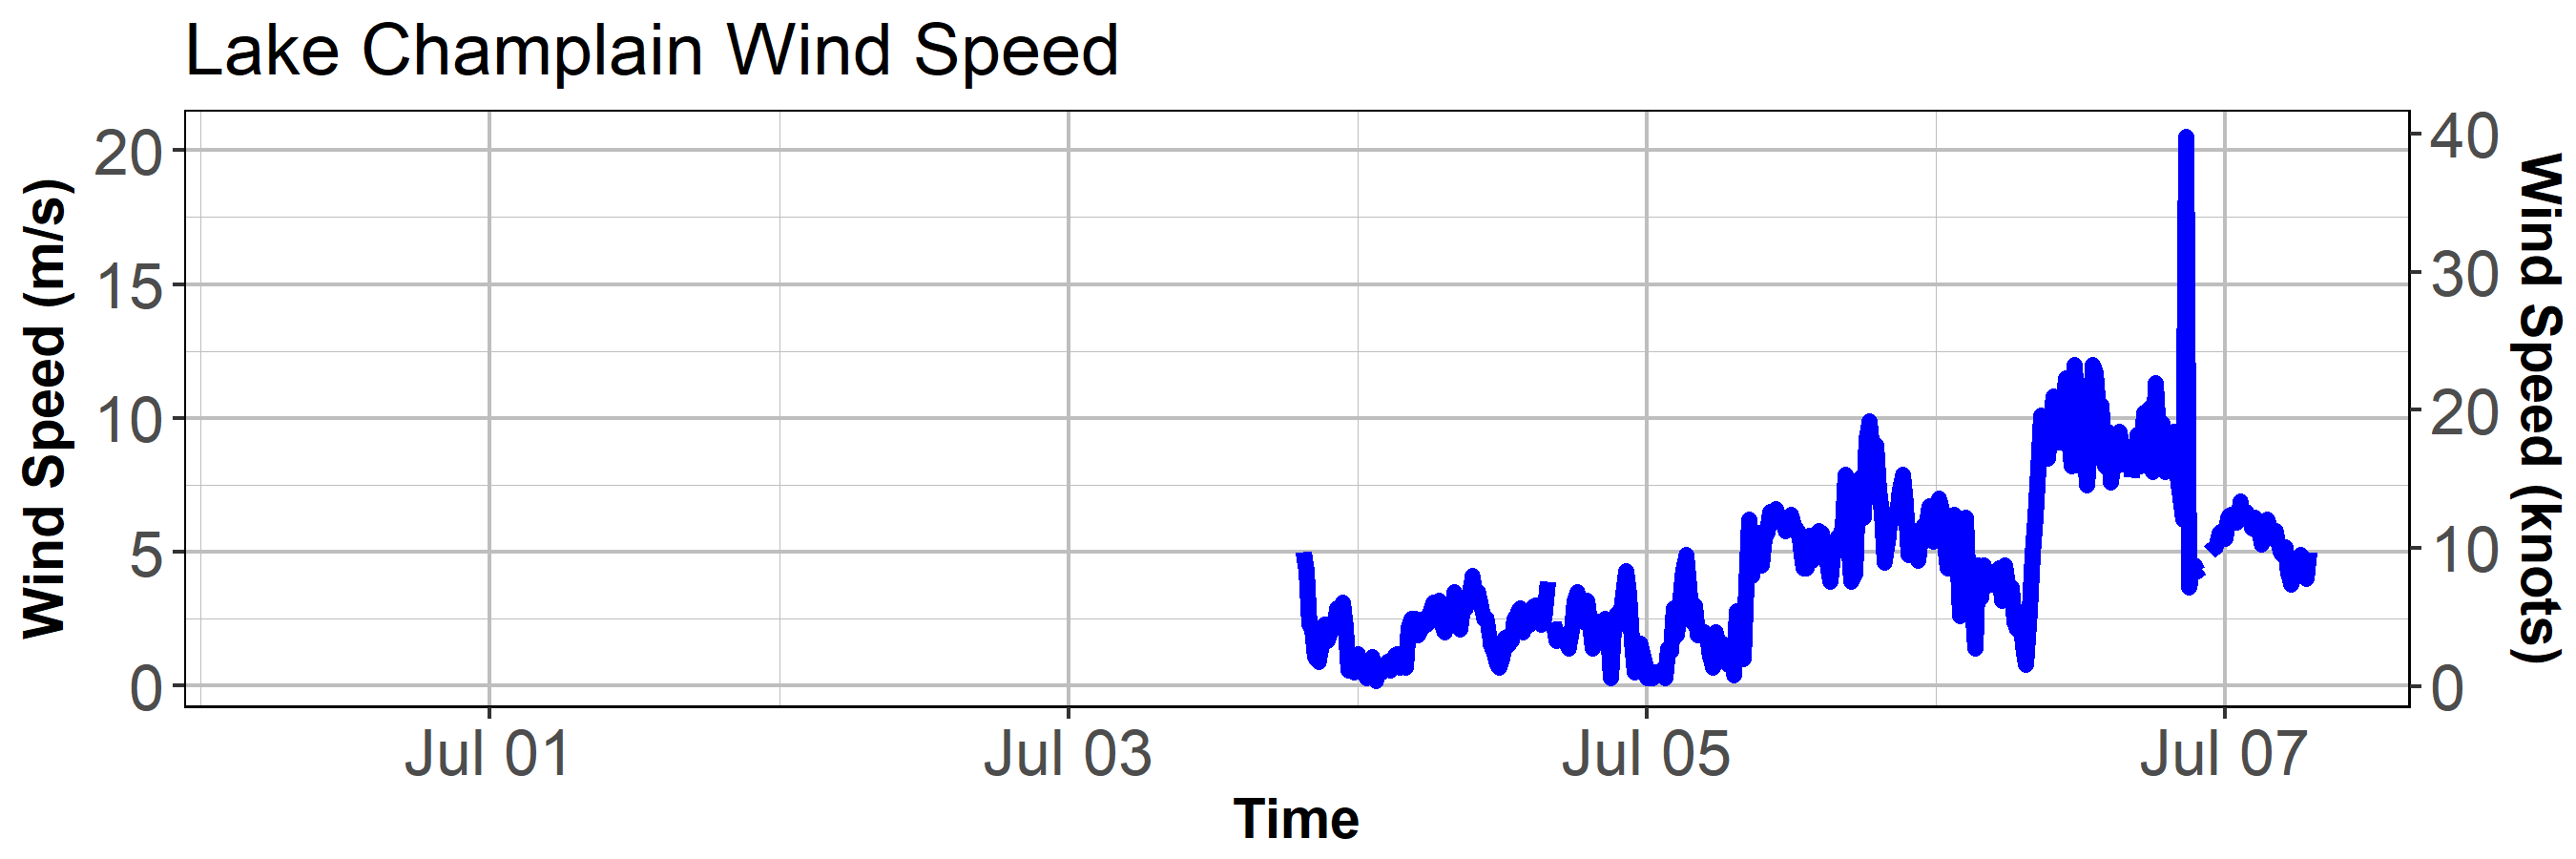 Lake Champlain Wind Speed
Wind Speed (m/s)
20
15
10
5
0
40
30
20
10
0
Wind Speed (knots)
Jul 01
Jul 03
Jul 05
Jul 07
Time